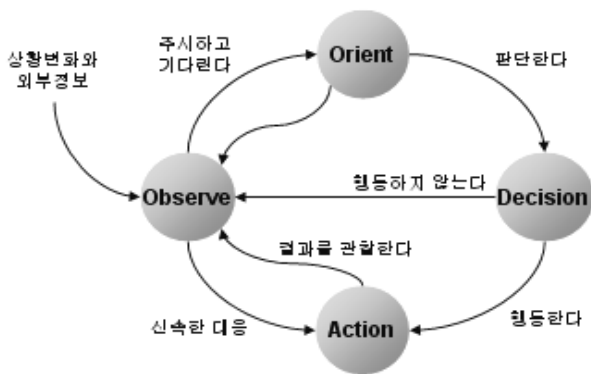 주시하고
기다린다
Orient
상황변화와
외부정보
판단한다
Observe
행동하지 않는다
Decision
결과를 관찰한다
신속한 대응
Action
행동한다